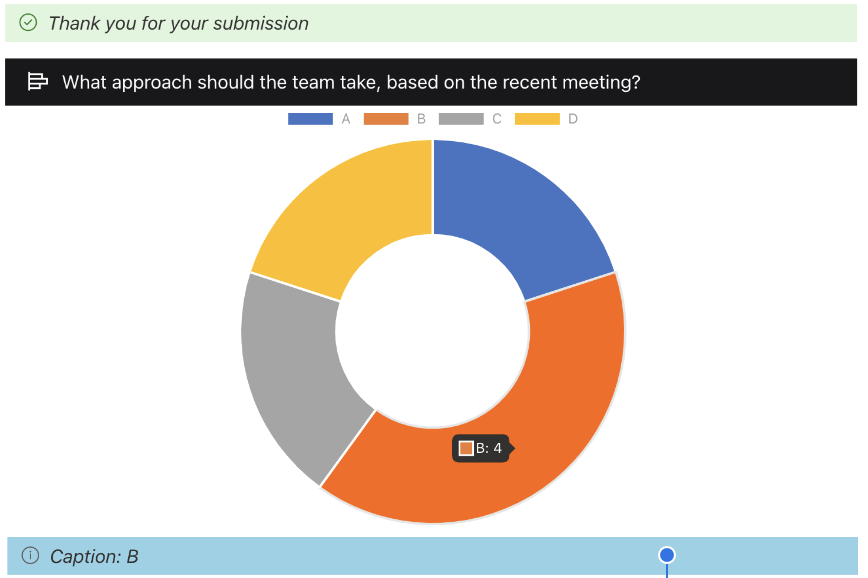 Thank you for your submission
What approach should the team take, based on the recent meeting?
A B C D
B: 4
Caption: B